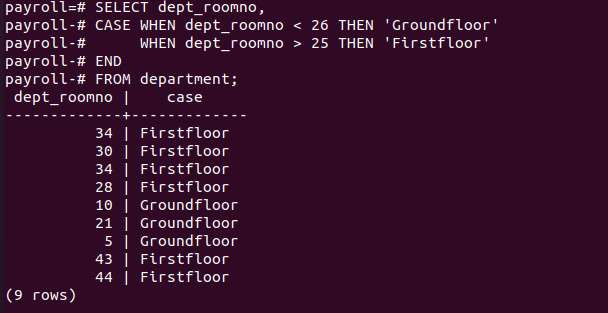 payroll=# SELECT dept_roomno,
payroll-# CASE WHEN dept_roomno < 26 THEN 'Groundfloor'
payroll-#      WHEN dept_roomno > 25 THEN 'Firstfloor'
payroll-# END
payroll-# FROM department;
 dept_roomno |    case
-------------+-------------
          34 | Firstfloor
          30 | Firstfloor
          34 | Firstfloor
          28 | Firstfloor
          10 | Groundfloor
          21 | Groundfloor
           5 | Groundfloor
          43 | Firstfloor
          44 | Firstfloor
(9 rows)